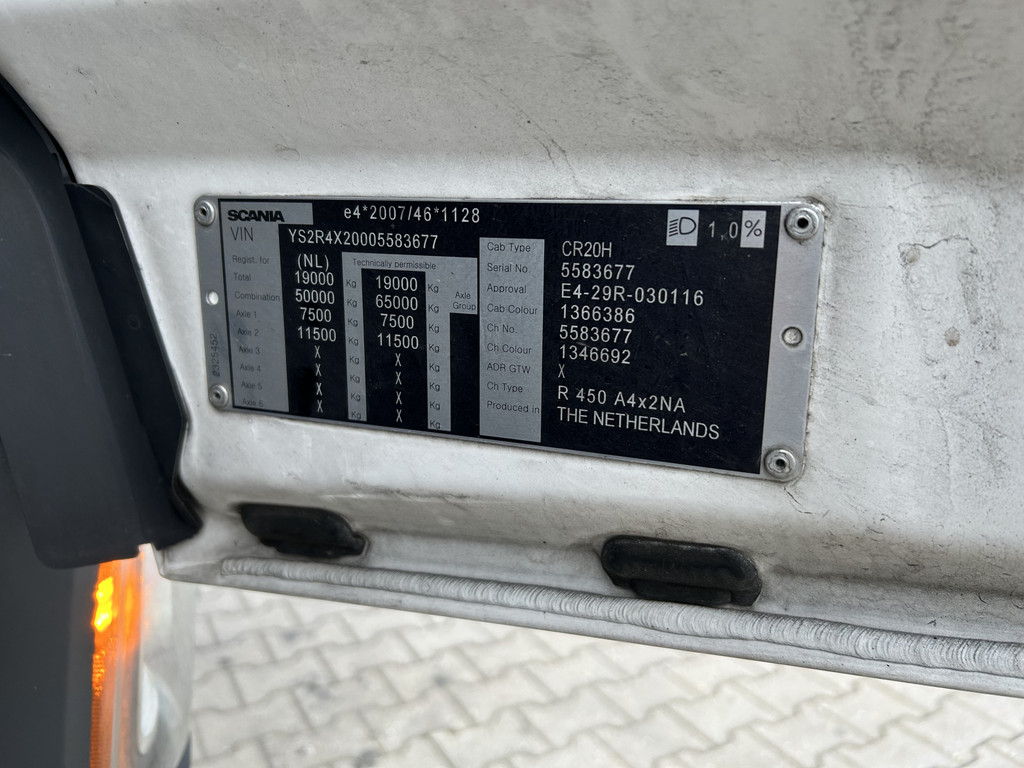 SCANIA e4*2007/46*1128
VIN YS2R4X20005583677
1,0%
Regist. for (NL) Technically permissible
Total 19000 Kg 19000 Kg
Combination 50000 Kg 65000 Kg Axle Group
Axle 1 7500 Kg 7500 Kg
Axle 2 11500 Kg 11500 Kg
Axle 3 X Kg X Kg
Axle 4 X Kg X Kg
Axle 5 X Kg X Kg
Axle 6 X Kg X Kg
Cab Type CR20H
Serial No 5583677
Approval E4-29R-030116
Cab Colour 1366386
Ch No. 5583677
Ch Colour 1346692
ADR GTW X
Ch Type R 450 A4x2NA
Produced in THE NETHERLANDS